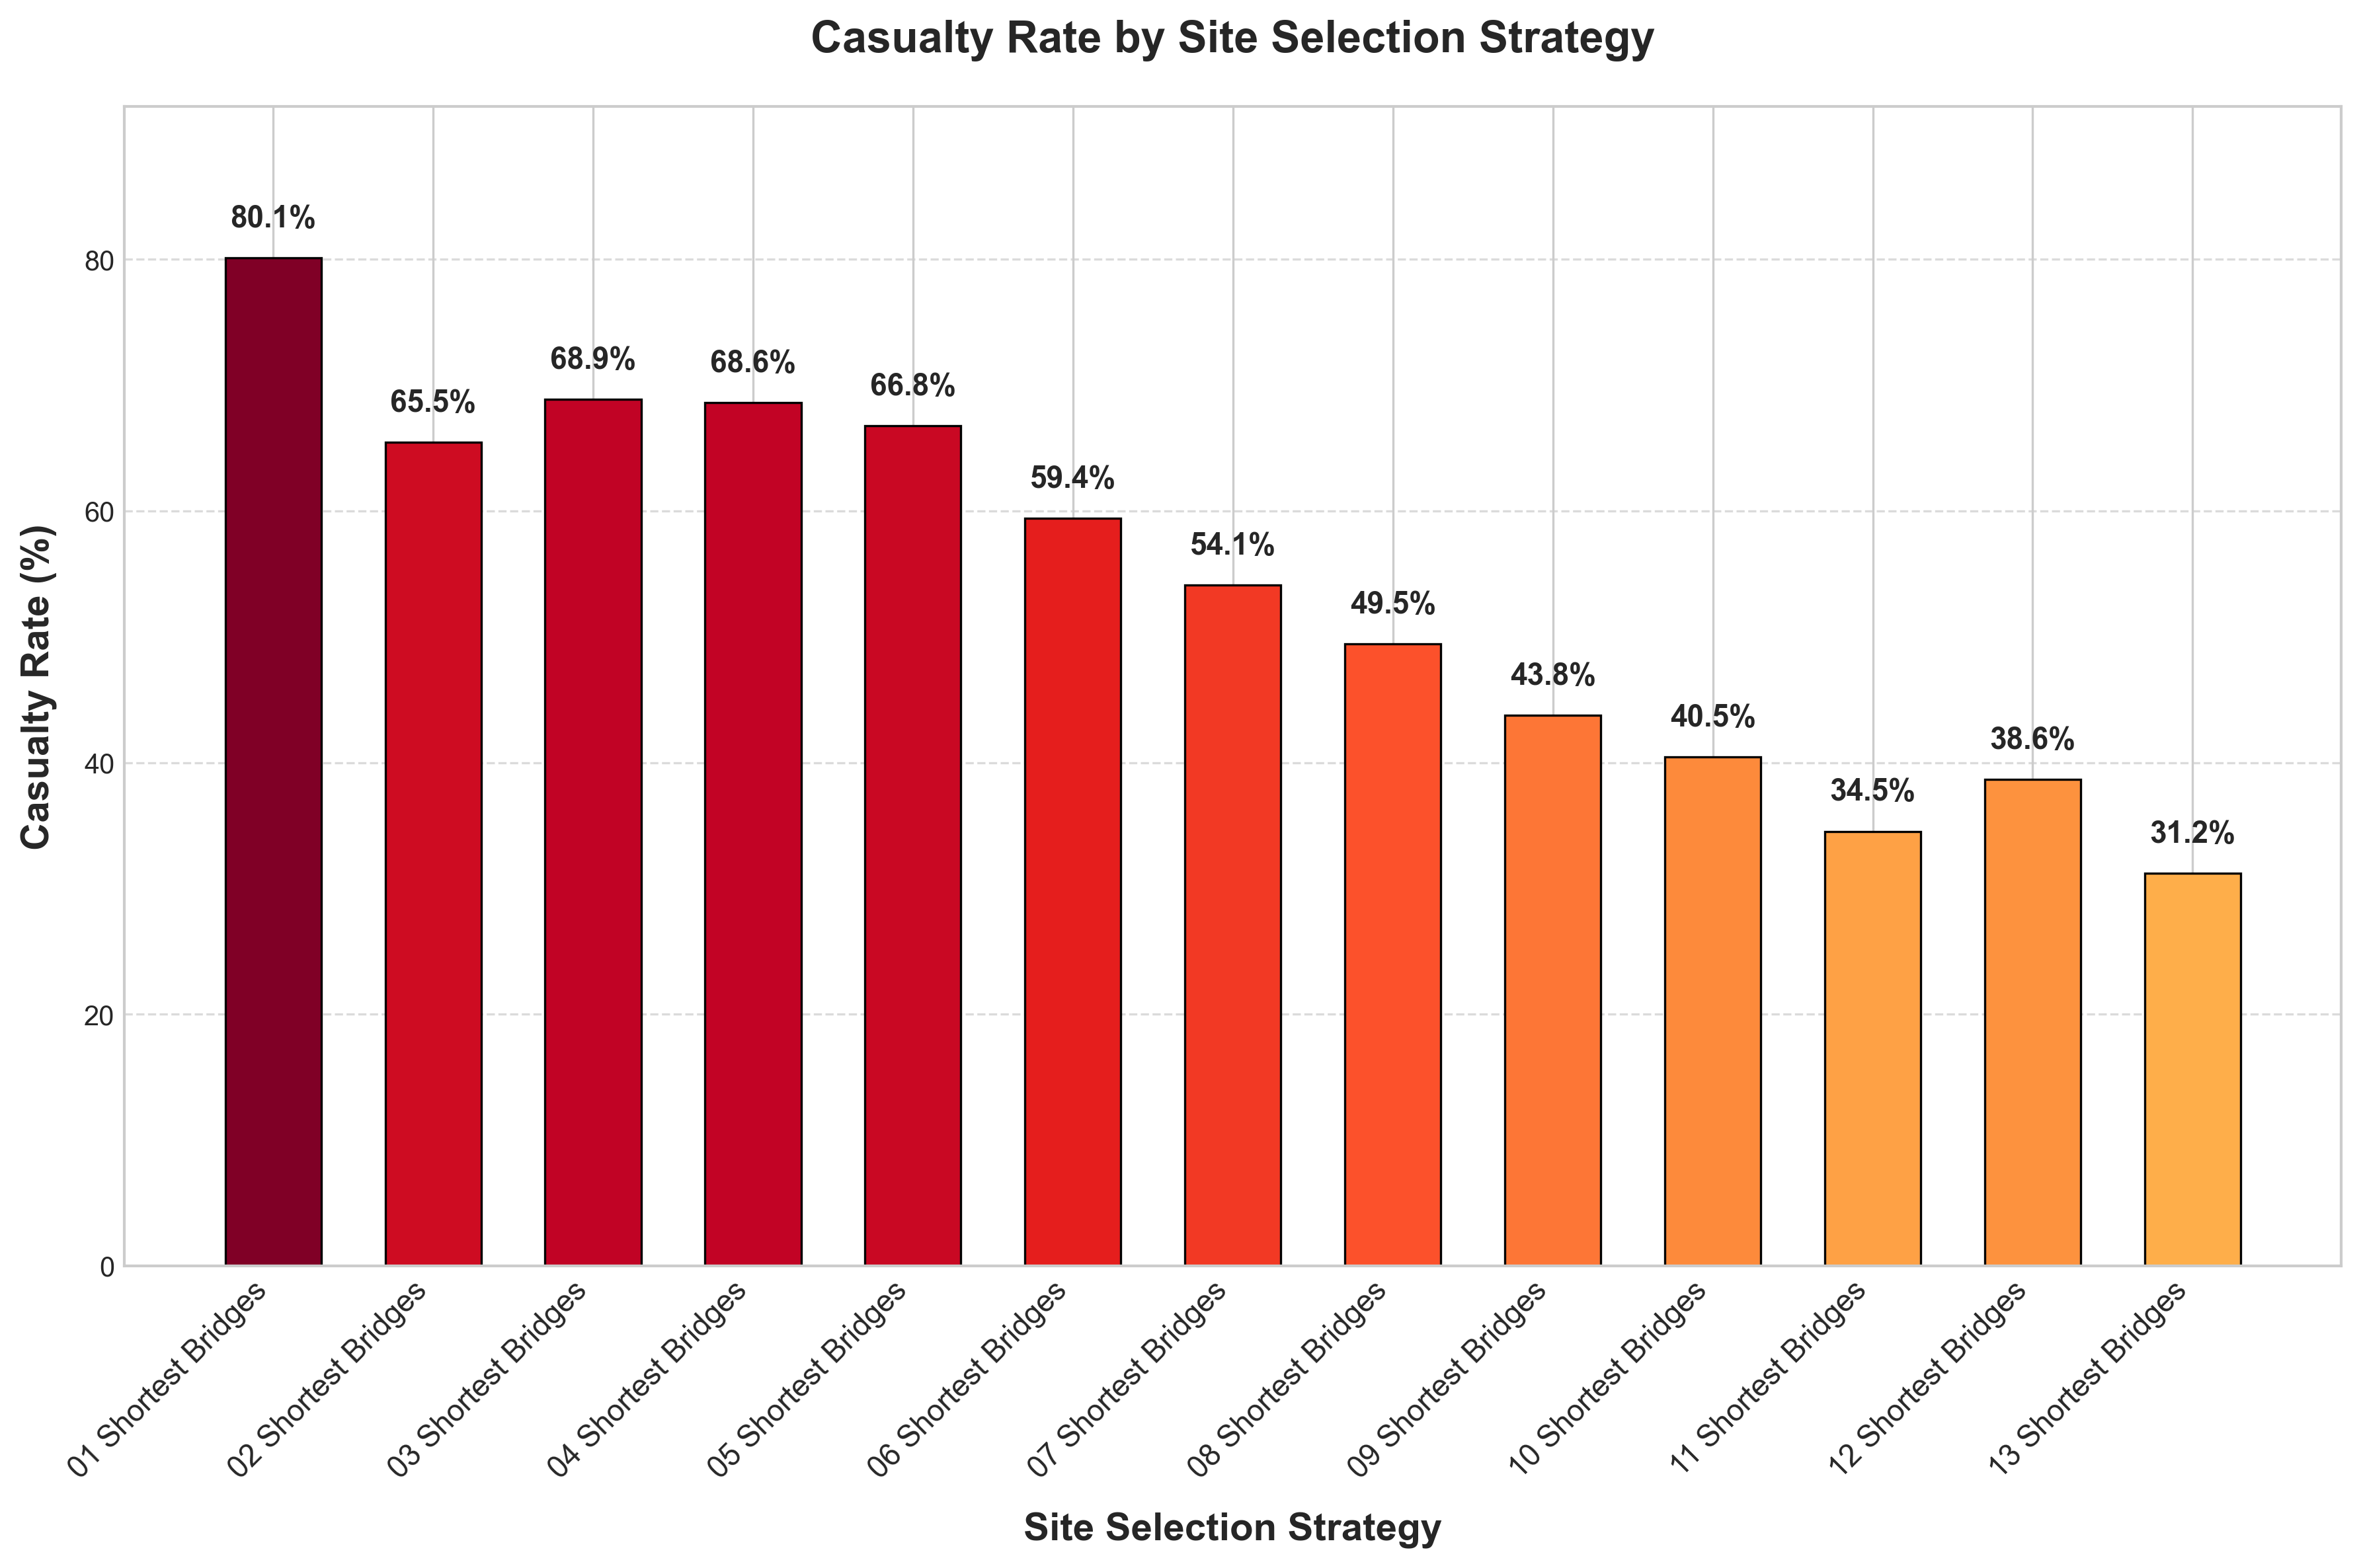 Casualty Rate by Site Selection Strategy
Casualty Rate (%)
80
60
40
20
0
80.1%
65.5%
68.9%
68.6%
66.8%
59.4%
54.1%
49.5%
43.8%
40.5%
34.5%
38.6%
31.2%
01 Shortest Bridges
02 Shortest Bridges
03 Shortest Bridges
04 Shortest Bridges
05 Shortest Bridges
06 Shortest Bridges
07 Shortest Bridges
08 Shortest Bridges
09 Shortest Bridges
10 Shortest Bridges
11 Shortest Bridges
12 Shortest Bridges
13 Shortest Bridges
Site Selection Strategy